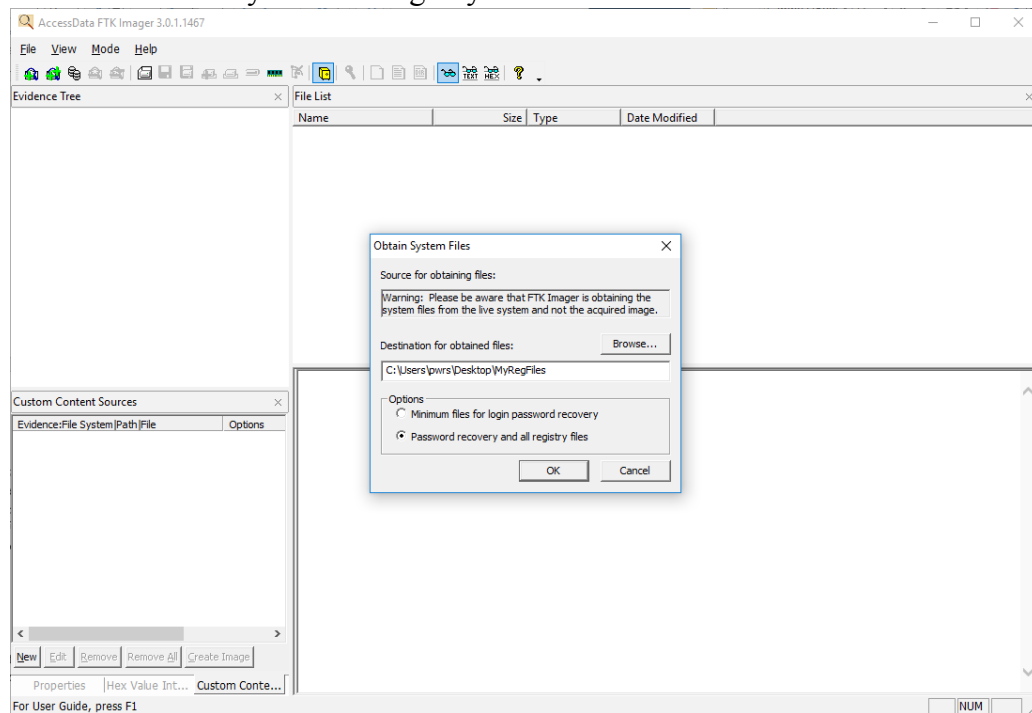 AccessData FTK Imager 3.0.1.1467
File View Mode Help
TEXT HEX
Evidence Tree
File List
Name Size Type Date Modified
Obtain System Files
Source for obtaining files:
Warning: Please be aware that FTK Imager is obtaining the
system files from the live system and not the acquired image.
Destination for obtained files:
Browse...
C:\Users\pwrs\Desktop\MyRegFiles
Options
Minimum files for login password recovery
Password recovery and all registry files
OK Cancel
Custom Content Sources
Evidence:File System|Path|File Options
New Edit Remove Remove All Create Image
Properties Hex Value Int... Custom Conte...
For User Guide, press F1
NUM